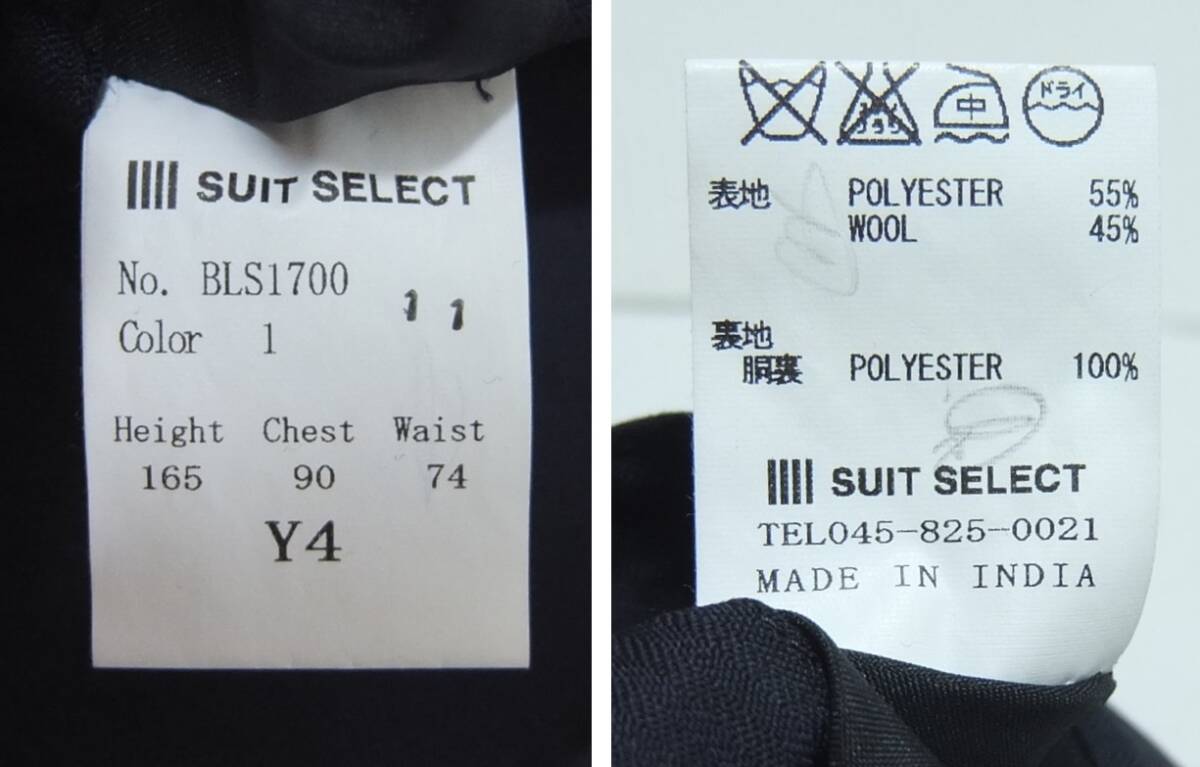 SUIT SELECT
No. BLS1700
Color 1
Height Chest Waist
165 90 74
Y4
中 ドライ
表地 POLYESTER 55%
WOOL 45%
裏地
胴裏 POLYESTER 100%
SUIT SELECT
TEL045-825-0021
MADE IN INDIA